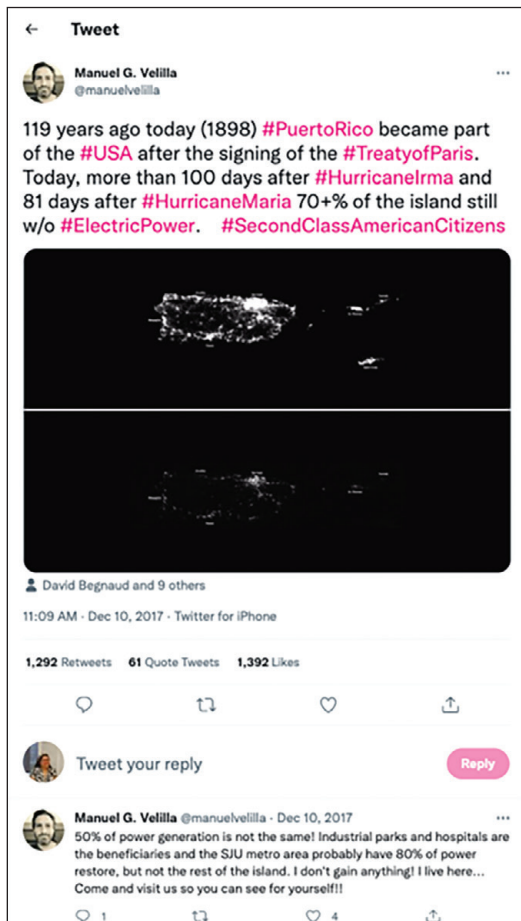 ← Tweet
Manuel G. Velilla
@manuelvelilla
119 years ago today (1898) #PuertoRico became part
of the #USA after the signing of the #TreatyofParis.
Today, more than 100 days after #HurricaneIrma and
81 days after #HurricaneMaria 70+% of the island still
w/o #ElectricPower. #SecondClassAmericanCitizens
David Begnaud and 9 others
11:09 AM · Dec 10, 2017 · Twitter for iPhone
1,292 Retweets 61 Quote Tweets 1,392 Likes
Tweet your reply
Reply
Manuel G. Velilla @manuelvelilla · Dec 10, 2017
50% of power generation is not the same! Industrial parks and hospitals are
the beneficiaries and the SJU metro area probably have 80% of power
restore, but not the rest of the island. I don't gain anything! I live here...
Come and visit us so you can see for yourself!!
1 4